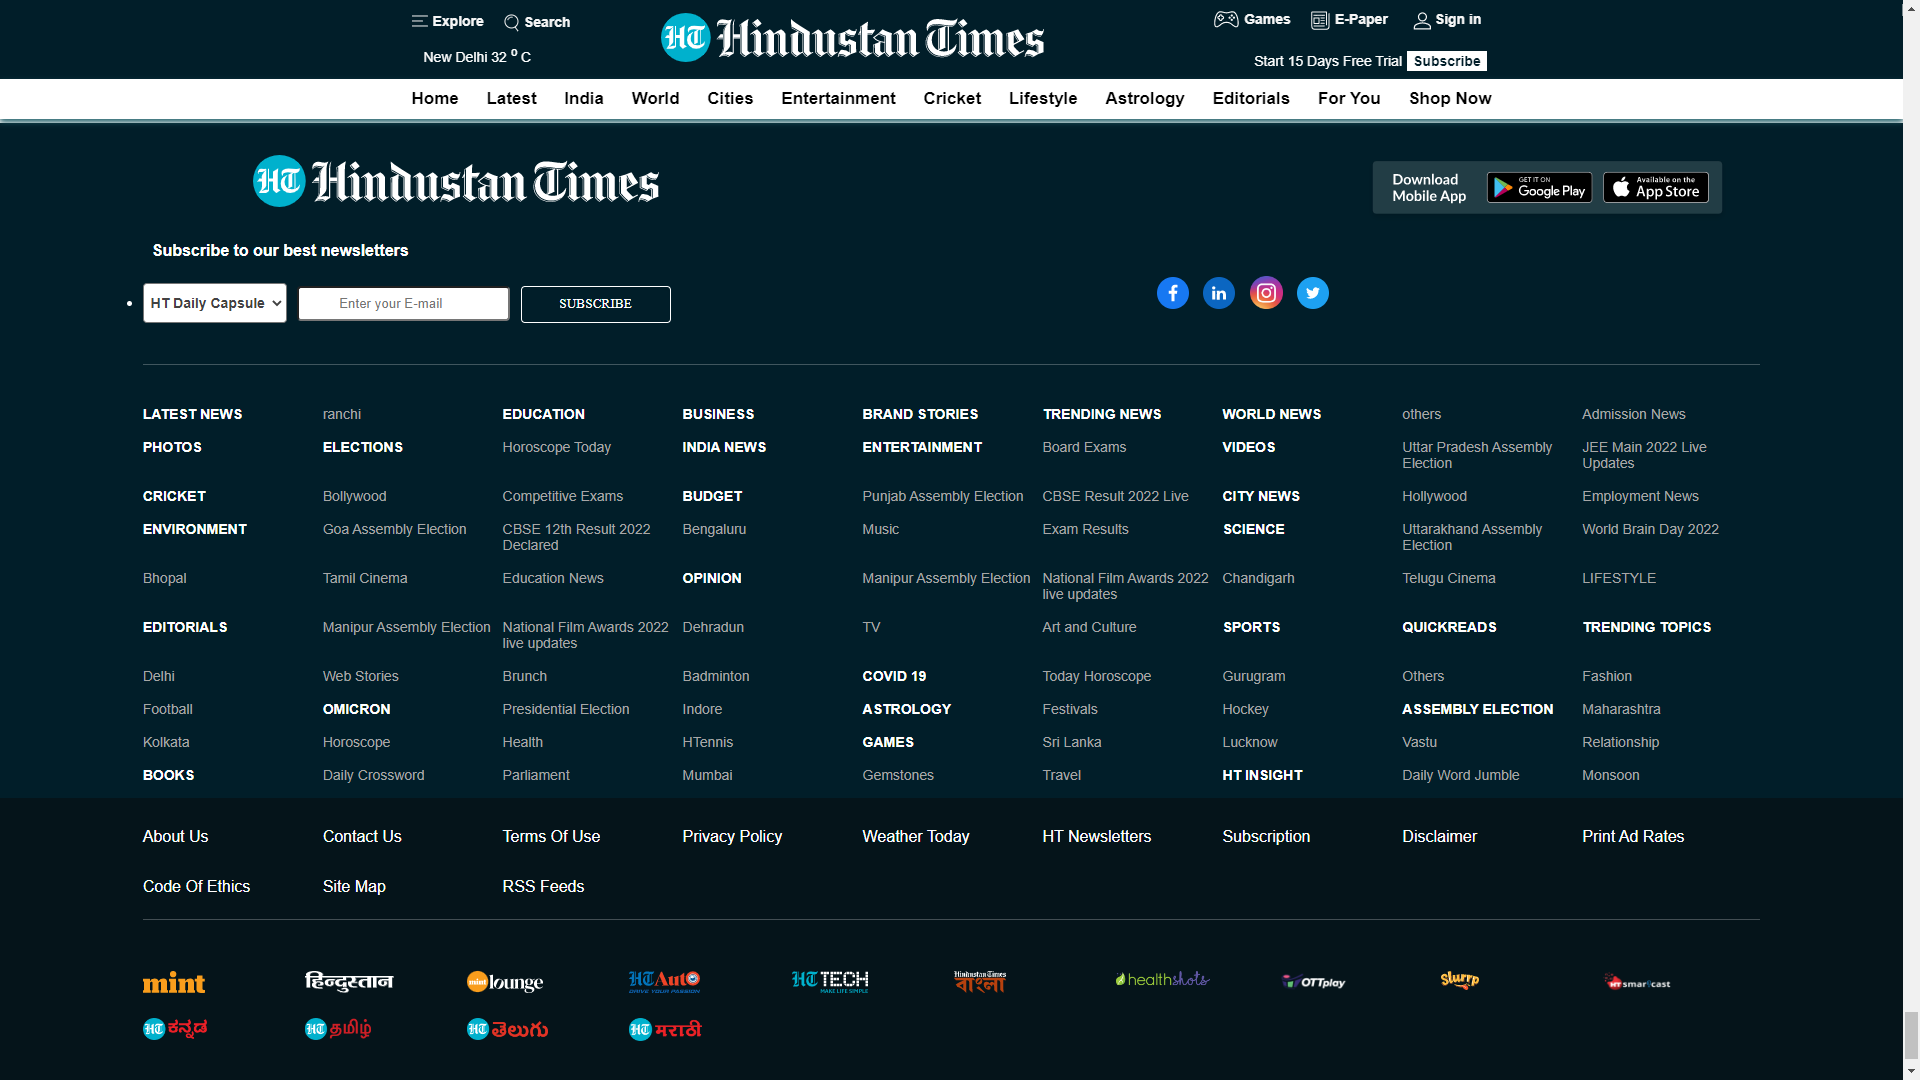 Explore Search
HT Hindustan Times
Games E-Paper Sign in
New Delhi 32 o C
Start 15 Days Free Trial Subscribe
Home Latest India World Cities Entertainment Cricket Lifestyle Astrology Editorials For You Shop Now
HT Hindustan Times
Download Mobile App
GET IT ON Google Play
Available on the App Store
Subscribe to our best newsletters
HT Daily Capsule Enter your E-mail SUBSCRIBE
LATEST NEWS ranchi EDUCATION BUSINESS BRAND STORIES TRENDING NEWS WORLD NEWS others Admission News
PHOTOS ELECTIONS Horoscope Today INDIA NEWS ENTERTAINMENT Board Exams VIDEOS Uttar Pradesh Assembly Election JEE Main 2022 Live Updates
CRICKET Bollywood Competitive Exams BUDGET Punjab Assembly Election CBSE Result 2022 Live CITY NEWS Hollywood Employment News
ENVIRONMENT Goa Assembly Election CBSE 12th Result 2022 Declared Bengaluru Music Exam Results SCIENCE Uttarakhand Assembly Election World Brain Day 2022
Bhopal Tamil Cinema Education News OPINION Manipur Assembly Election National Film Awards 2022 live updates Chandigarh Telugu Cinema LIFESTYLE
EDITORIALS Manipur Assembly Election National Film Awards 2022 live updates Dehradun TV Art and Culture SPORTS QUICKREADS TRENDING TOPICS
Delhi Web Stories Brunch Badminton COVID 19 Today Horoscope Gurugram Others Fashion
Football OMICRON Presidential Election Indore ASTROLOGY Festivals Hockey ASSEMBLY ELECTION Maharashtra
Kolkata Horoscope Health HTennis GAMES Sri Lanka Lucknow Vastu Relationship
BOOKS Daily Crossword Parliament Mumbai Gemstones Travel HT INSIGHT Daily Word Jumble Monsoon
About Us Contact Us Terms Of Use Privacy Policy Weather Today HT Newsletters Subscription Disclaimer Print Ad Rates
Code Of Ethics Site Map RSS Feeds
mint हिन्दुस्तान mint lounge HT Auto DRIVE YOUR PASSION HT TECH MAKE LIFE SIMPLE Hindustan Times বাংলা healthshots OTTplay Slurrp HT smartcast
HT ಕನ್ನಡ HT தமிழ் HT తెలుగు HT मराठी